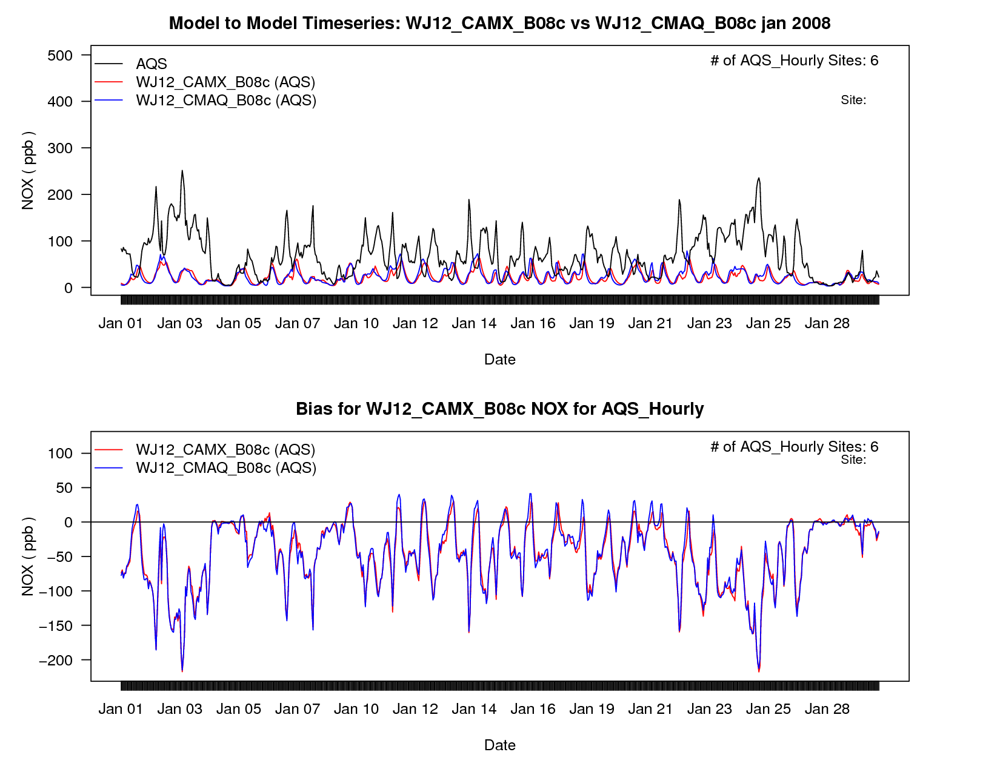 Model to Model Timeseries: WJ12_CAMX_B08c vs WJ12_CMAQ_B08c jan 2008
AQS
WJ12_CAMX_B08c (AQS)
WJ12_CMAQ_B08c (AQS)
# of AQS_Hourly Sites: 6
Site:
500
400
300
200
100
0
NOX ( ppb )
Jan 01 Jan 03 Jan 05 Jan 07 Jan 10 Jan 12 Jan 14 Jan 16 Jan 19 Jan 21 Jan 23 Jan 25 Jan 28
Date
Bias for WJ12_CAMX_B08c NOX for AQS_Hourly
WJ12_CAMX_B08c (AQS)
WJ12_CMAQ_B08c (AQS)
# of AQS_Hourly Sites: 6
Site:
100
50
0
−50
−100
−150
−200
NOX ( ppb )
Jan 01 Jan 03 Jan 05 Jan 07 Jan 10 Jan 12 Jan 14 Jan 16 Jan 19 Jan 21 Jan 23 Jan 25 Jan 28
Date